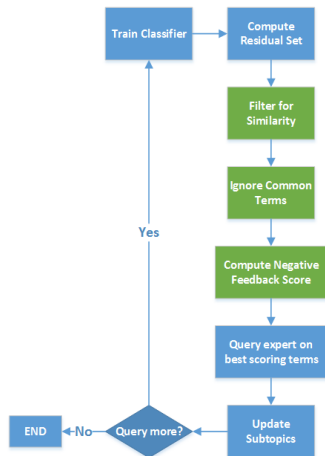 Train Classifier
Compute
Residual Set
Filter for
Similarity
Ignore Common
Terms
Yes
Compute Negative
Feedback Score
Query expert on
best scoring terms
END
No
Query more?
Update
Subtopics